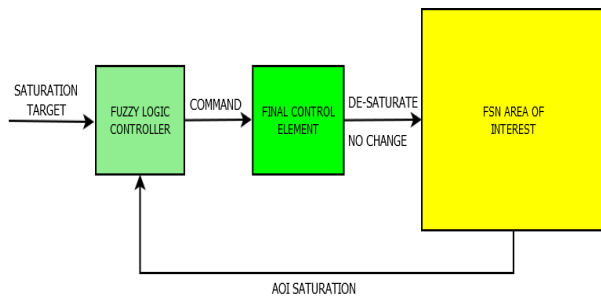 SATURATION
TARGET
FUZZY LOGIC
CONTROLLER
COMMAND
FINAL CONTROL
ELEMENT
DE-SATURATE
NO CHANGE
FSN AREA OF
INTEREST
AOI SATURATION